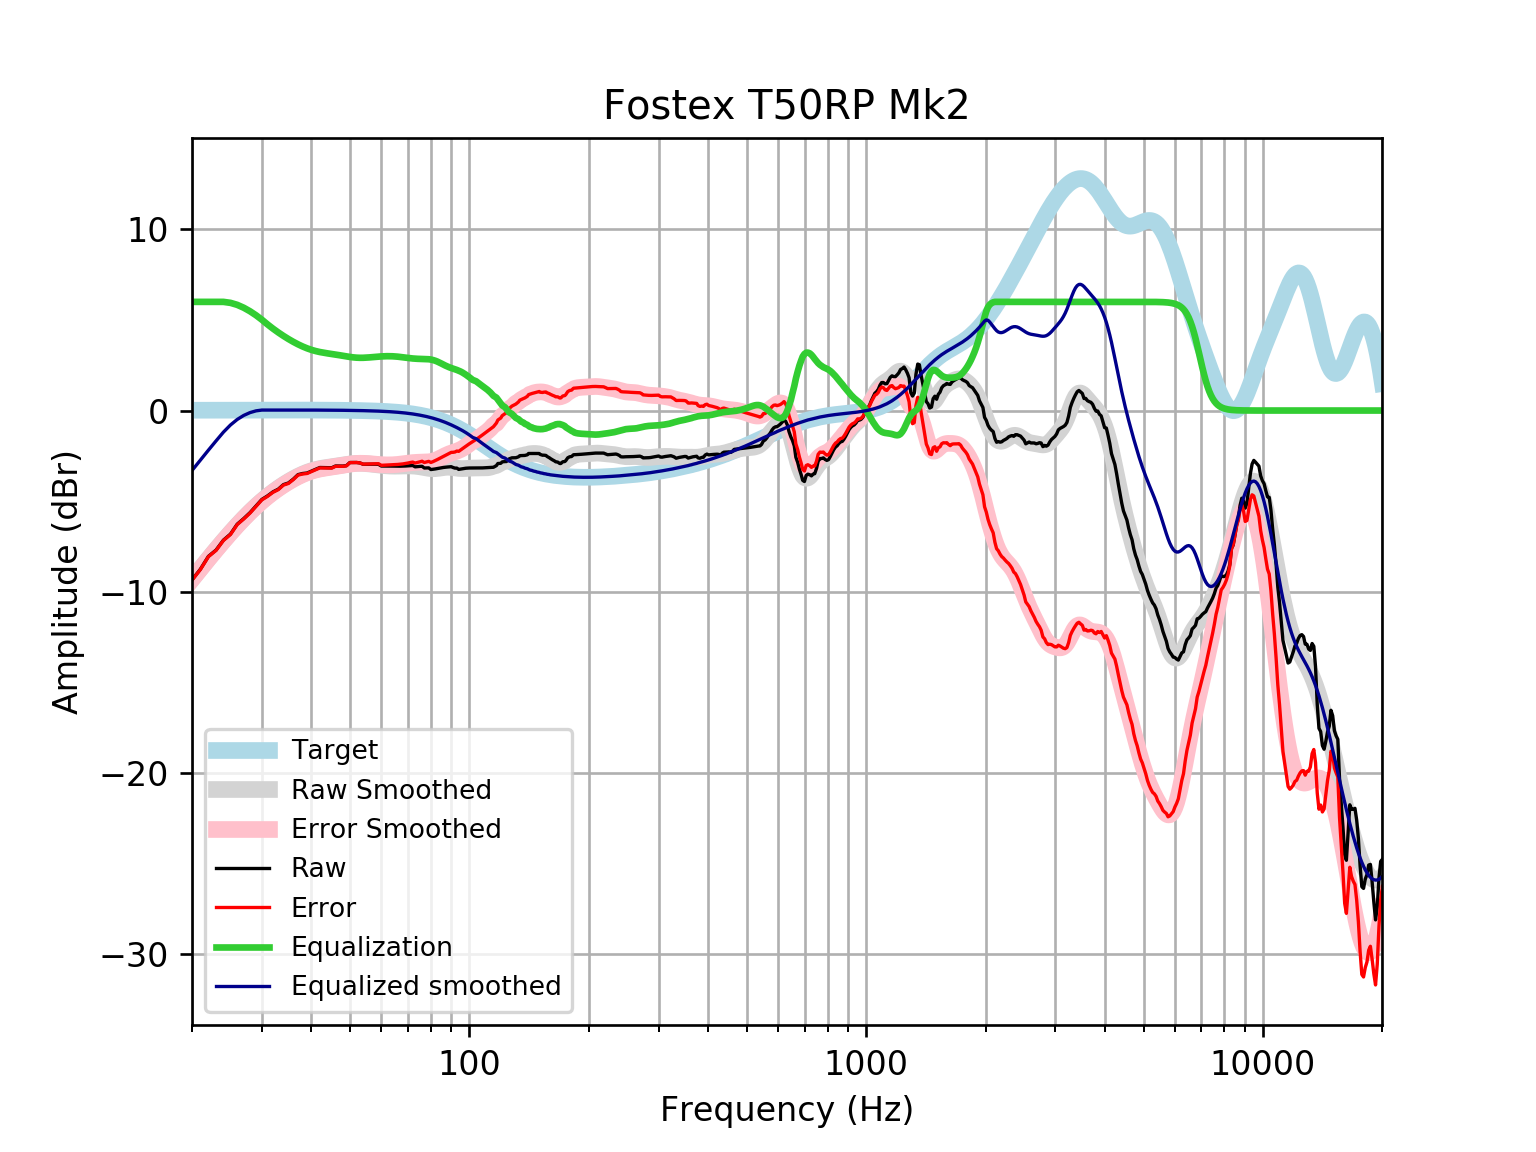 Fostex T50RP Mk2
Amplitude (dBr)
10
0
−10
−20
−30
Target
Raw Smoothed
Error Smoothed
Raw
Error
Equalization
Equalized smoothed
100
1000
10000
Frequency (Hz)